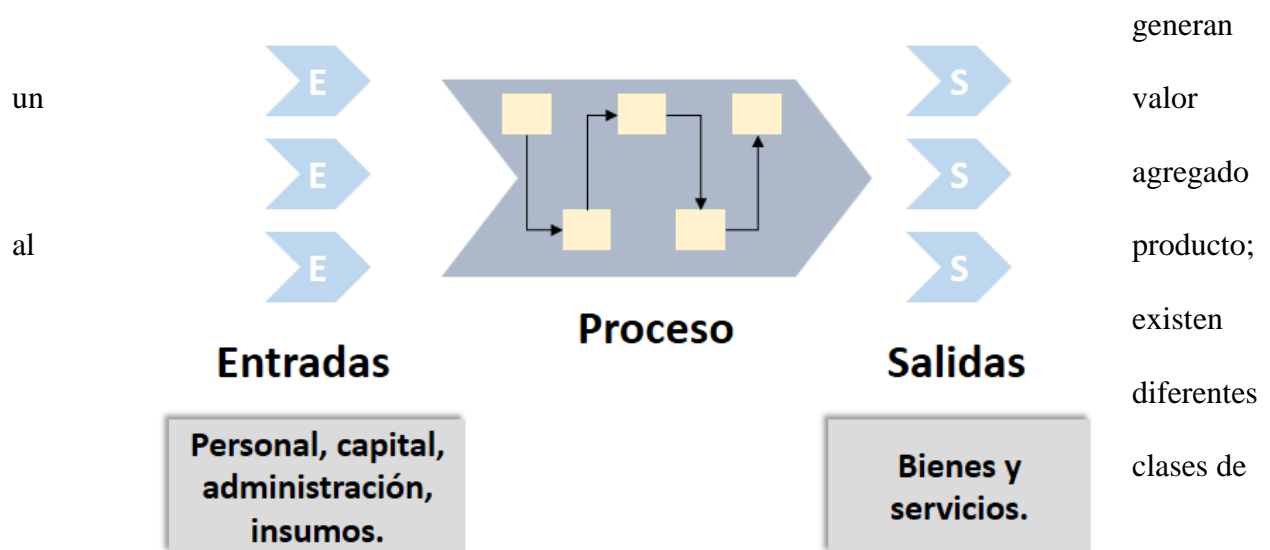 generan
un valor
agregado
al producto;
existen
diferentes
clases de
E
E
E
S
S
S
Proceso
Entradas
Salidas
Personal, capital,
administración,
insumos.
Bienes y
servicios.